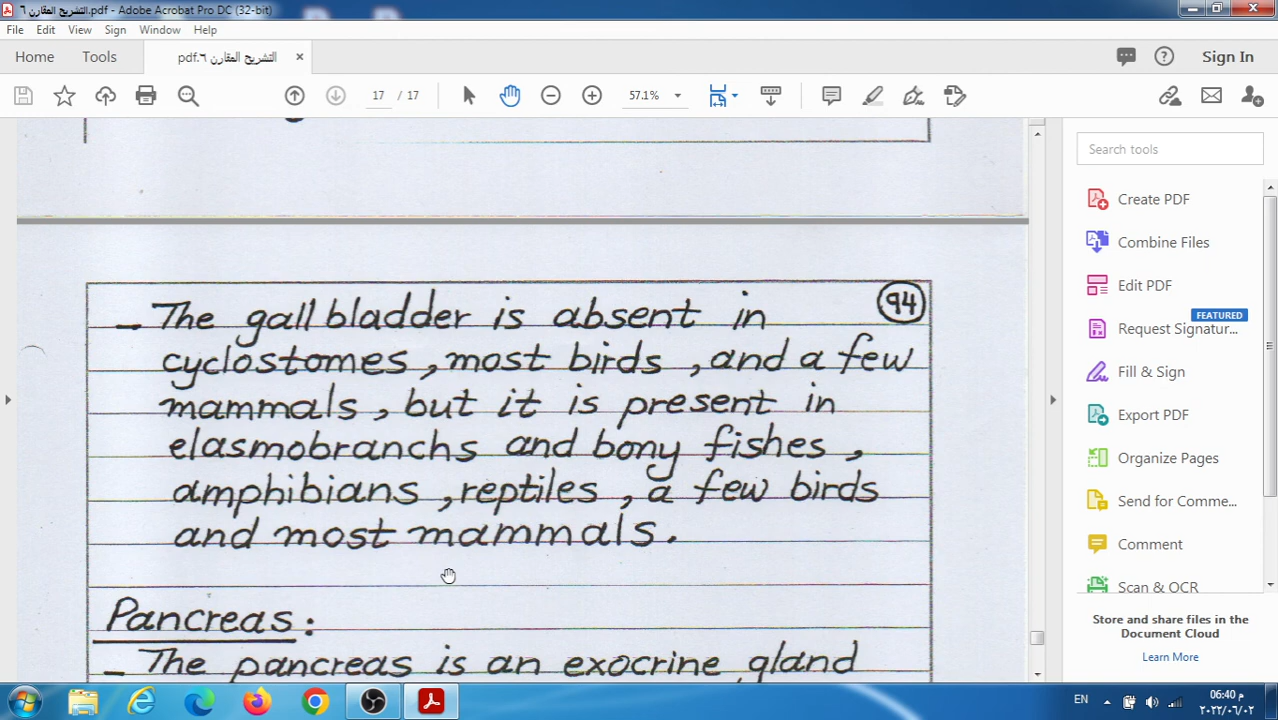 التشريح المقارن ٦.pdf - Adobe Acrobat Pro DC (32-bit)
File Edit View Sign Window Help
Home Tools التشريح المقارن ٦.pdf × Sign In
17 / 17 57.1%
Search tools
Create PDF
Combine Files
Edit PDF
FEATURED
Request Signatur...
Fill & Sign
Export PDF
Organize Pages
Send for Comme...
Comment
Scan & OCR
Store and share files in the
Document Cloud
Learn More
94
- The gall bladder is absent in
cyclostomes, most birds, and a few
mammals, but it is present in
elasmobranchs and bony fishes,
amphibians, reptiles, a few birds
and most mammals.
Pancreas:
- The pancreas is an exocrine gland
EN
06:40 م
٢٠٢٢/٠٦/٠٢